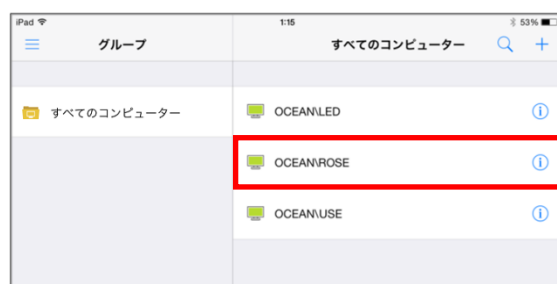 iPad 1:15 53%
グループ すべてのコンピューター
すべてのコンピューター
OCEAN\LED
OCEAN\ROSE
OCEAN\USE